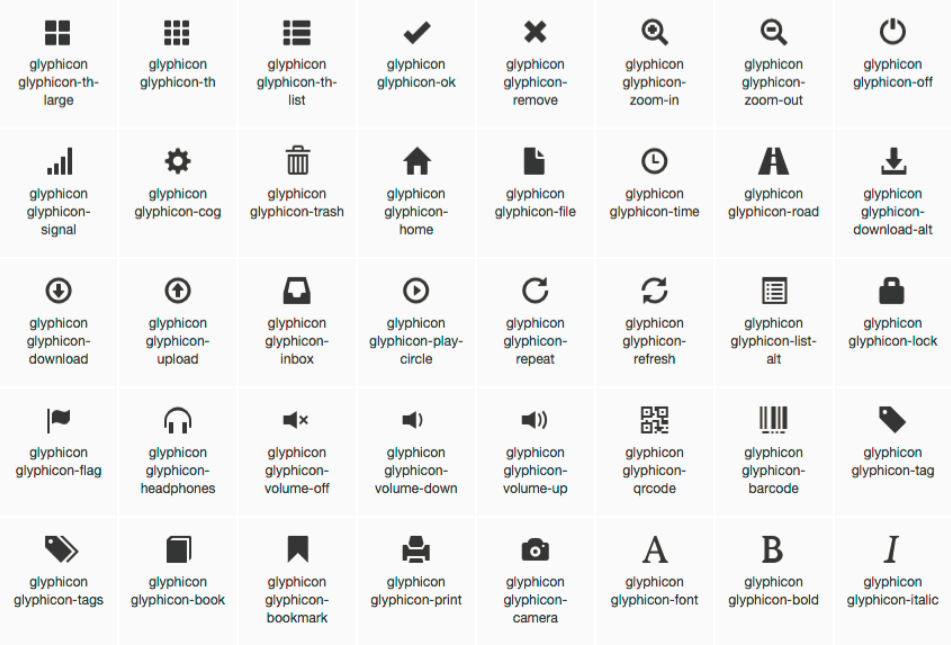 glyphicon
glyphicon-th-
large
glyphicon
glyphicon-th
glyphicon
glyphicon-th-
list
glyphicon
glyphicon-ok
glyphicon
glyphicon-
remove
glyphicon
glyphicon-
zoom-in
glyphicon
glyphicon-
zoom-out
glyphicon
glyphicon-off
glyphicon
glyphicon-
signal
glyphicon
glyphicon-cog
glyphicon
glyphicon-trash
glyphicon
glyphicon-
home
glyphicon
glyphicon-file
glyphicon
glyphicon-time
glyphicon
glyphicon-road
glyphicon
glyphicon-
download-alt
glyphicon
glyphicon-
download
glyphicon
glyphicon-
upload
glyphicon
glyphicon-
inbox
glyphicon
glyphicon-play-
circle
glyphicon
glyphicon-
repeat
glyphicon
glyphicon-
refresh
glyphicon
glyphicon-list-
alt
glyphicon
glyphicon-lock
glyphicon
glyphicon-flag
glyphicon
glyphicon-
headphones
glyphicon
glyphicon-
volume-off
glyphicon
glyphicon-
volume-down
glyphicon
glyphicon-
volume-up
glyphicon
glyphicon-
qrcode
glyphicon
glyphicon-
barcode
glyphicon
glyphicon-tag
glyphicon
glyphicon-tags
glyphicon
glyphicon-book
glyphicon
glyphicon-
bookmark
glyphicon
glyphicon-print
glyphicon
glyphicon-
camera
A
glyphicon
glyphicon-font
B
glyphicon
glyphicon-bold
I
glyphicon
glyphicon-italic